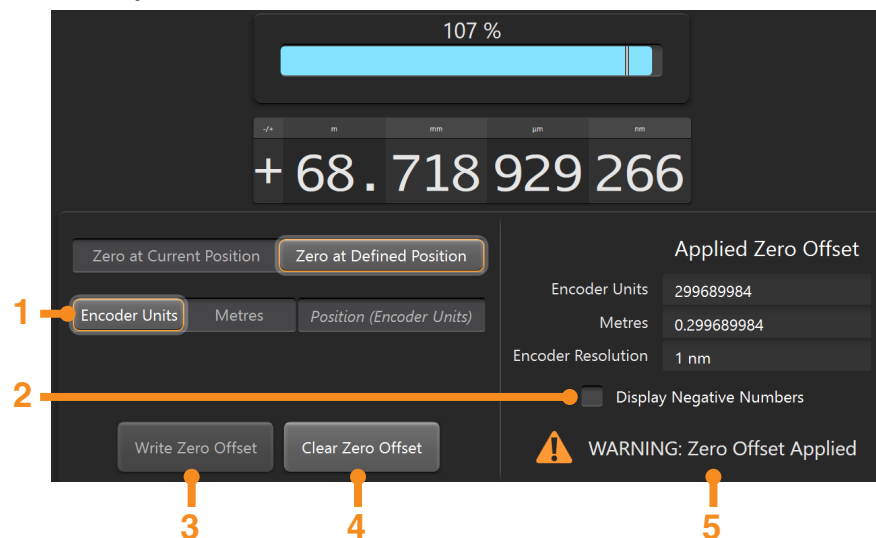 107 %
-/+ m mm µm nm
+ 68. 718 929 266
Zero at Current Position Zero at Defined Position
Applied Zero Offset
Encoder Units 299689984
1 Encoder Units Metres Position (Encoder Units)
Metres 0.299689984
Encoder Resolution 1 nm
2 Display Negative Numbers
Write Zero Offset Clear Zero Offset
WARNING: Zero Offset Applied
3 4 5